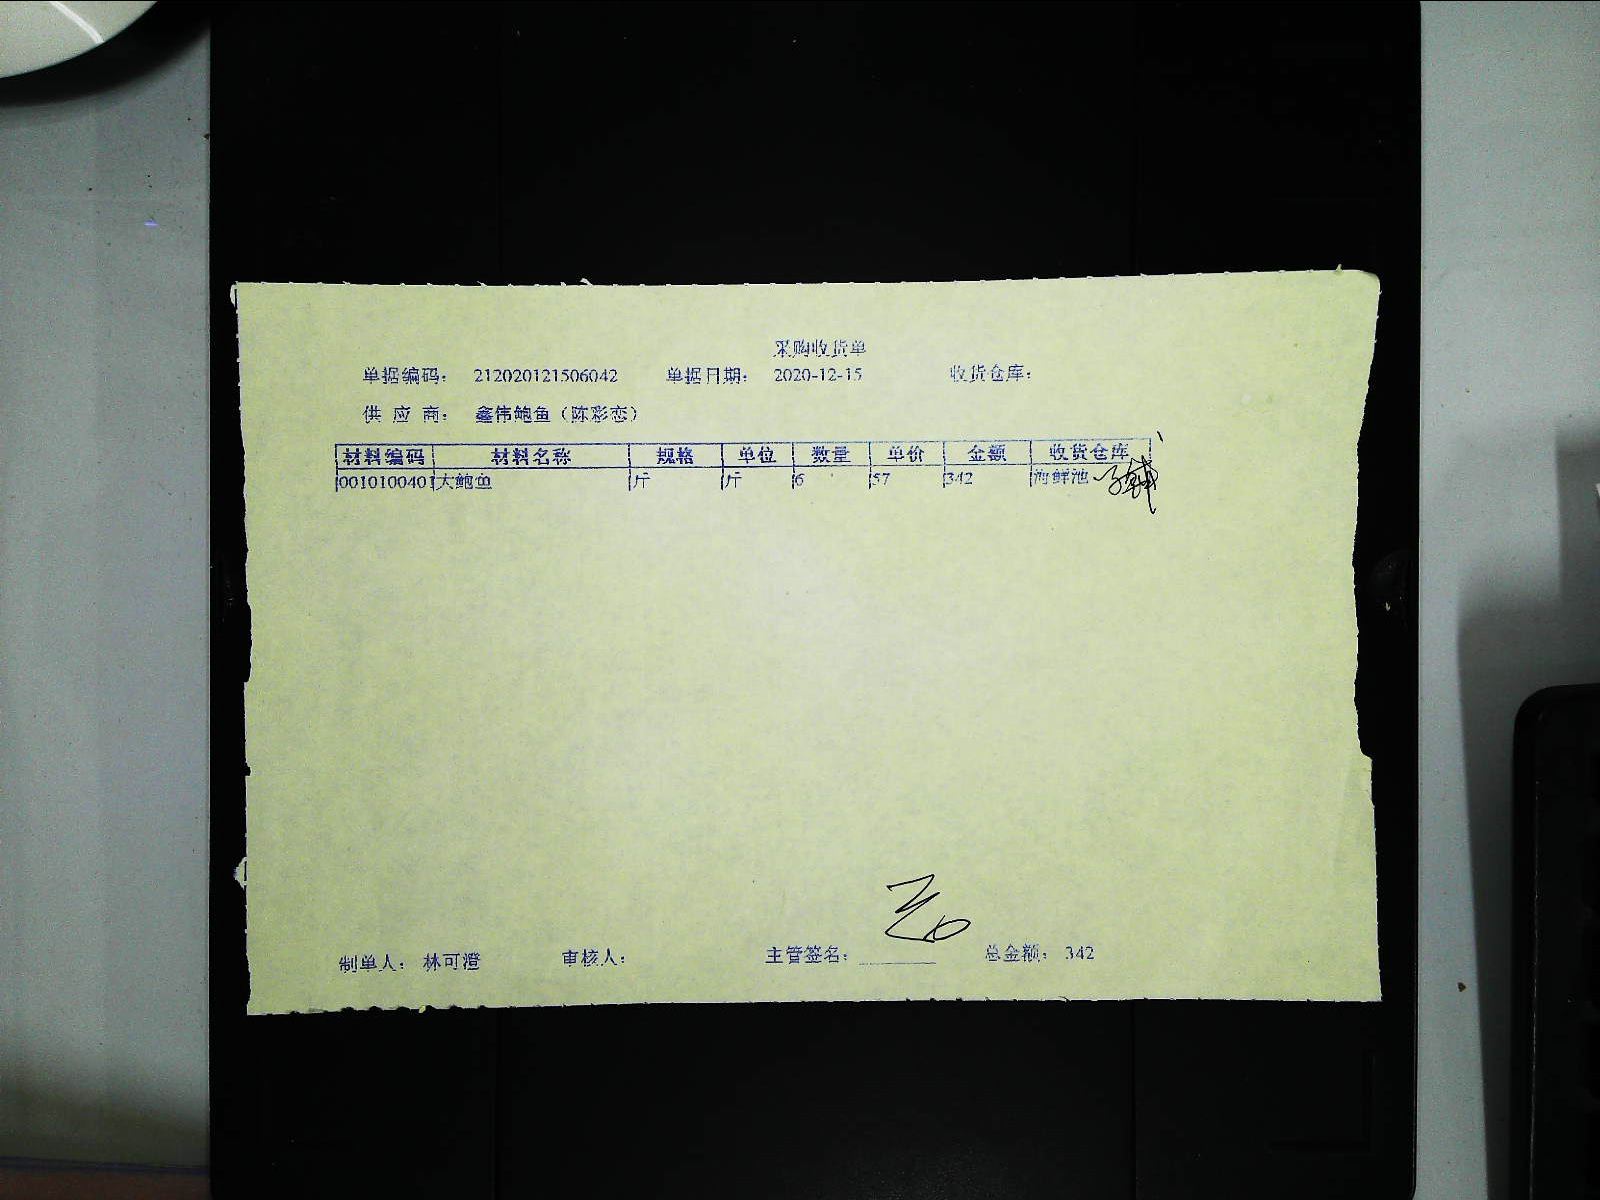 采购收货单
单据编码： 212020121506042 单据日期： 2020-12-15 收货仓库：
供 应 商： 鑫伟鲍鱼（陈彩恋）
材料编码 材料名称 规格 单位 数量 单价 金额 收货仓库
0010100401 大鲍鱼 斤 斤 6 57 342 海鲜池
制单人： 林可澄 审核人： 主管签名： 总金额： 342